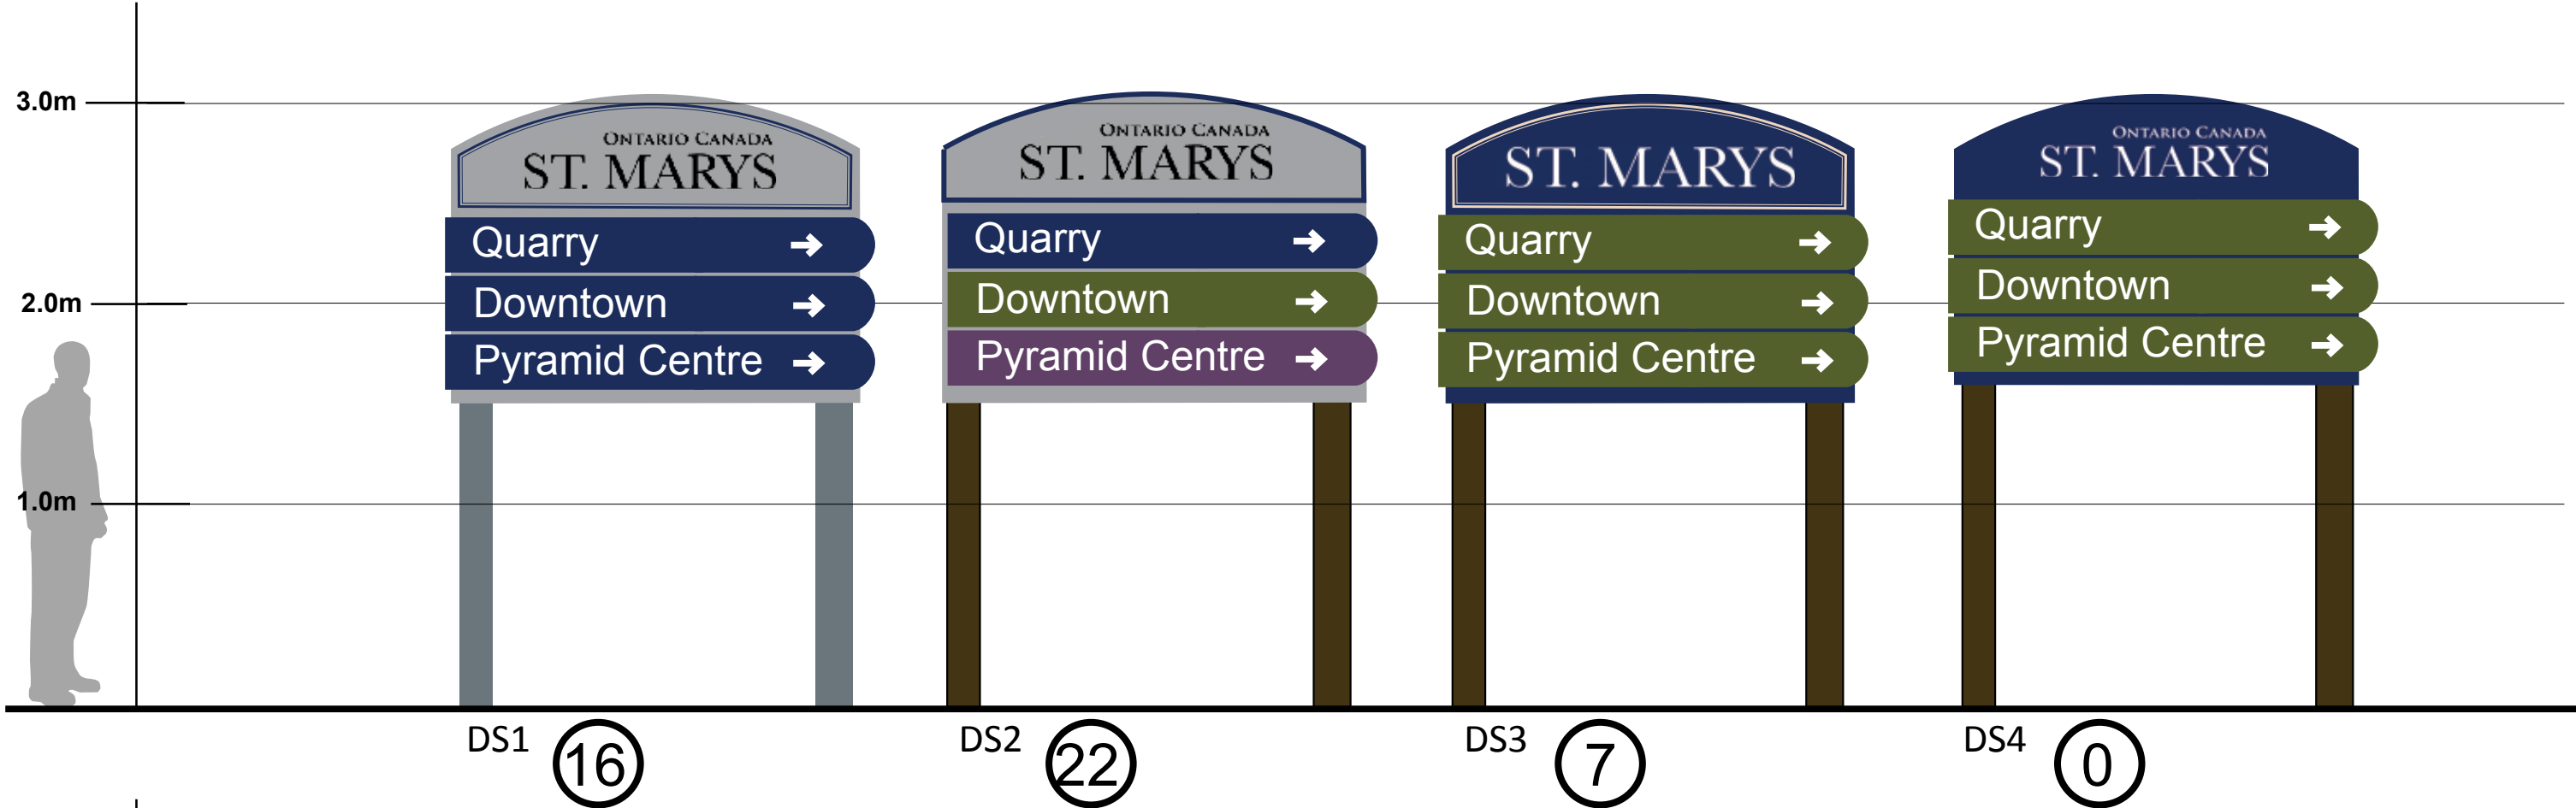 3.0m
2.0m
1.0m
ONTARIO CANADA
ST. MARYS
Quarry
Downtown
Pyramid Centre
DS1
16
ONTARIO CANADA
ST. MARYS
Quarry
Downtown
Pyramid Centre
DS2
22
ST. MARYS
Quarry
Downtown
Pyramid Centre
DS3
7
ONTARIO CANADA
ST. MARYS
Quarry
Downtown
Pyramid Centre
DS4
0